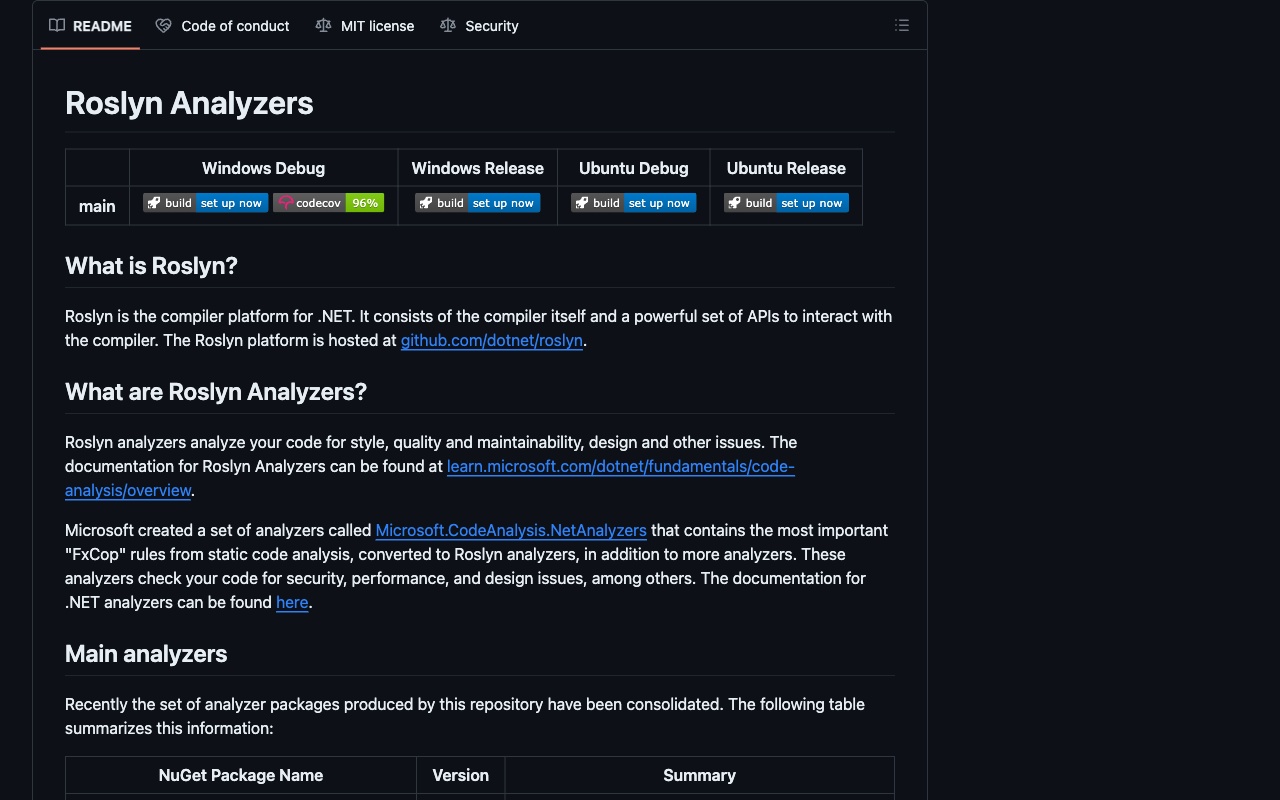 README
Code of conduct
MIT license
Security
Roslyn Analyzers
Windows Debug
Windows Release
Ubuntu Debug
Ubuntu Release
main
build set up now
codecov 96%
build set up now
build set up now
build set up now
What is Roslyn?
Roslyn is the compiler platform for .NET. It consists of the compiler itself and a powerful set of APIs to interact with
the compiler. The Roslyn platform is hosted at github.com/dotnet/roslyn.
What are Roslyn Analyzers?
Roslyn analyzers analyze your code for style, quality and maintainability, design and other issues. The
documentation for Roslyn Analyzers can be found at learn.microsoft.com/dotnet/fundamentals/code-
analysis/overview.
Microsoft created a set of analyzers called Microsoft.CodeAnalysis.NetAnalyzers that contains the most important
"FxCop" rules from static code analysis, converted to Roslyn analyzers, in addition to more analyzers. These
analyzers check your code for security, performance, and design issues, among others. The documentation for
.NET analyzers can be found here.
Main analyzers
Recently the set of analyzer packages produced by this repository have been consolidated. The following table
summarizes this information:
NuGet Package Name
Version
Summary